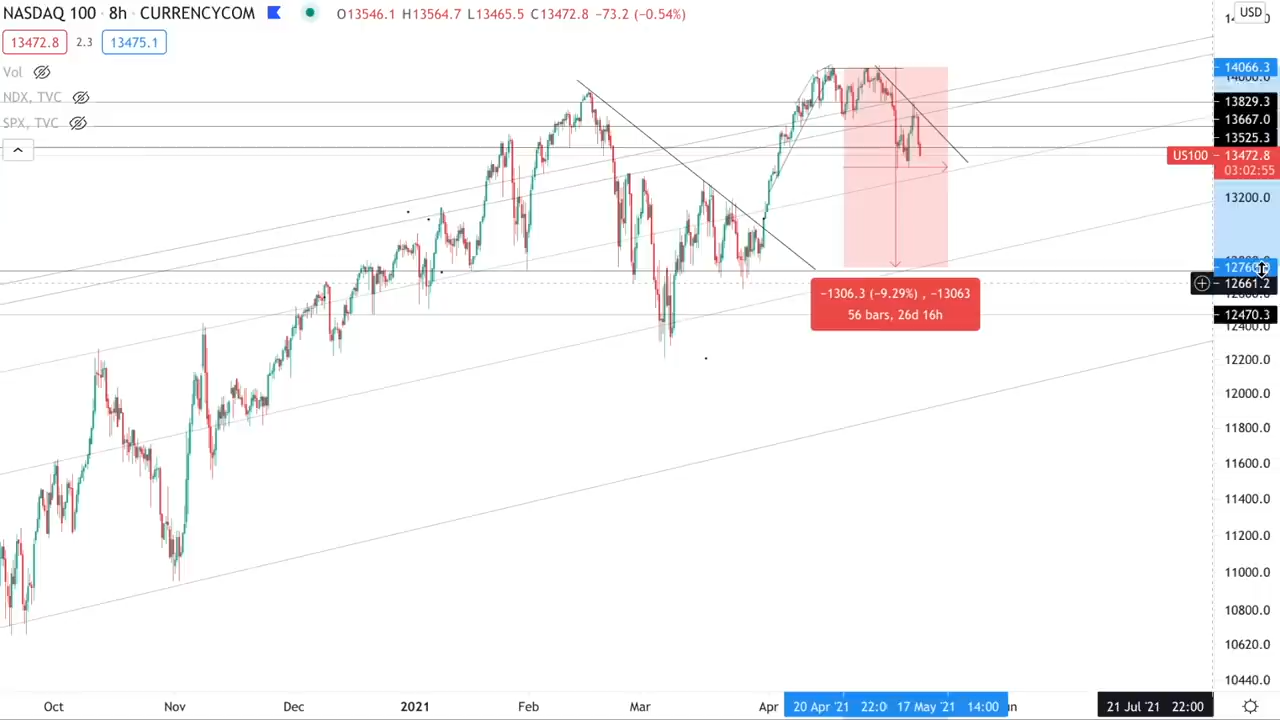 NASDAQ 100 · 8h · CURRENCYCOM O13546.1 H13564.7 L13465.5 C13472.8 −73.2 (−0.54%)
13472.8 2.3 13475.1
Vol
NDX, TVC
SPX, TVC
USD
14066.3
14000.0
13829.3
13667.0
13525.3
US100 13472.8
03:02:55
13200.0
12661.2
12470.3
12400.0
12200.0
12000.0
11800.0
11600.0
11400.0
11200.0
11000.0
10800.0
10620.0
10440.0
−1306.3 (−9.29%) , −13063
56 bars, 26d 16h
Oct Nov Dec 2021 Feb Mar Apr 20 Apr '21 22:0 17 May '21 14:00 21 Jul '21 22:00